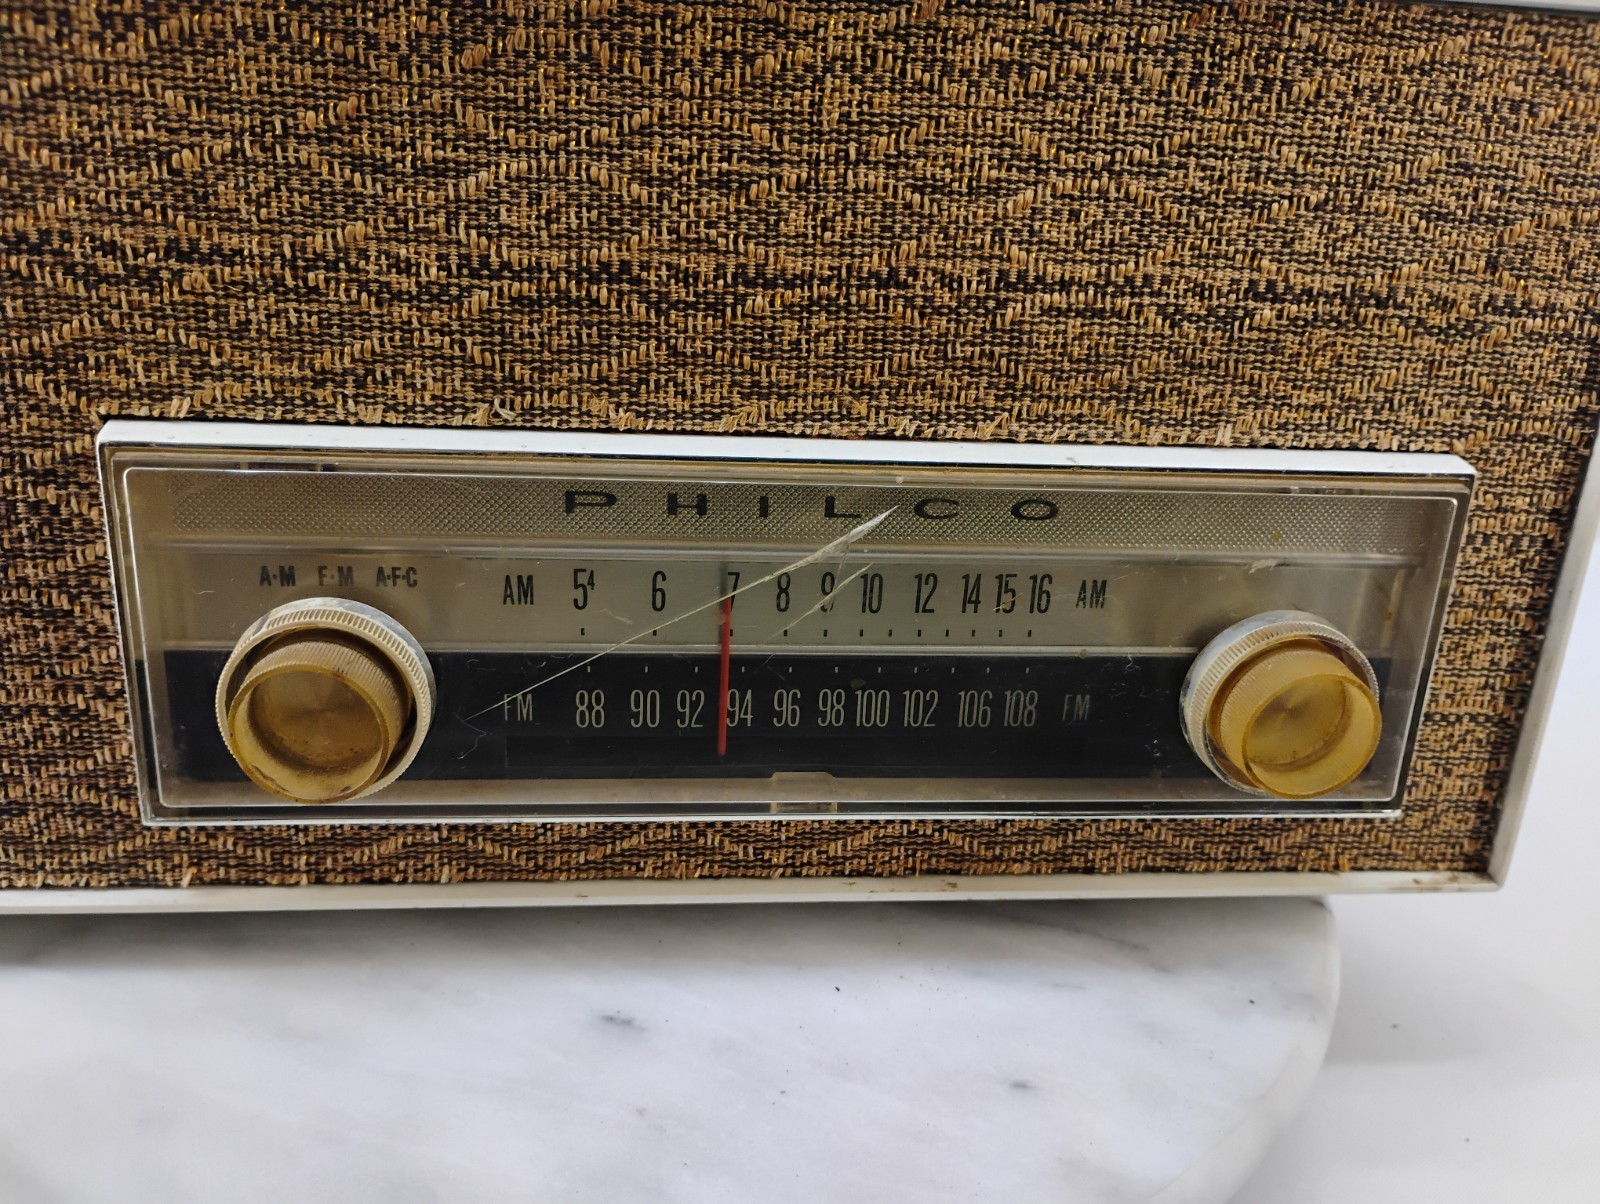 PHILCO
A·M F·M A·F·C
AM 5⁴ 6 7 8 9 10 12 14 15 16 AM
FM 88 90 92 94 96 98 100 102 106 108 FM